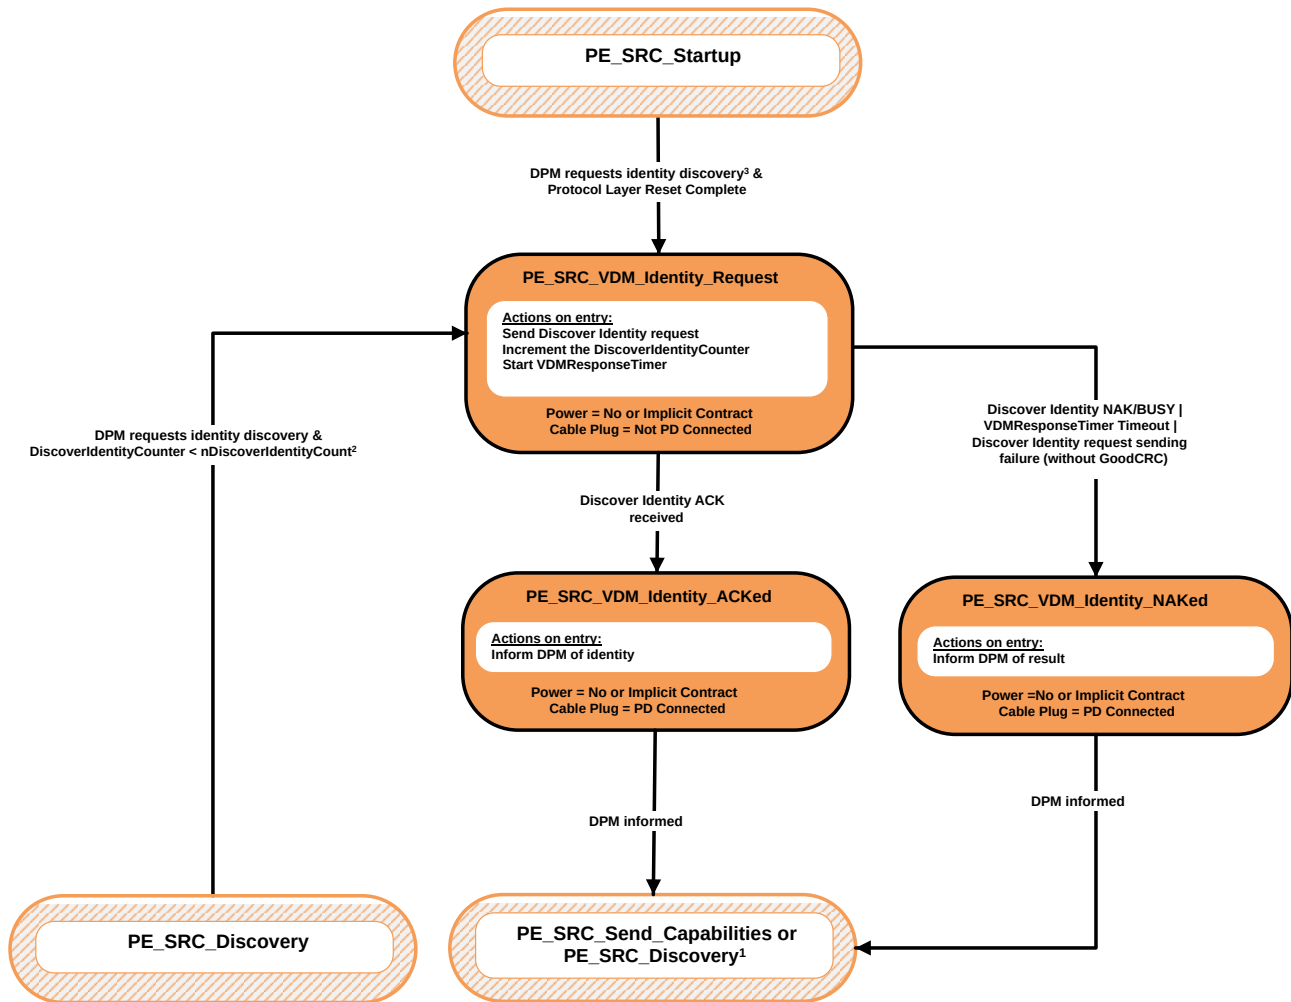 PE_SRC_Startup
DPM requests identity discovery³ &
Protocol Layer Reset Complete
PE_SRC_VDM_Identity_Request
Actions on entry:
Send Discover Identity request
Increment the DiscoverIdentityCounter
Start VDMResponseTimer
Power = No or Implicit Contract
Cable Plug = Not PD Connected
DPM requests identity discovery &
DiscoverIdentityCounter < nDiscoverIdentityCount²
Discover Identity NAK/BUSY |
VDMResponseTimer Timeout |
Discover Identity request sending
failure (without GoodCRC)
Discover Identity ACK
received
PE_SRC_VDM_Identity_ACKed
Actions on entry:
Inform DPM of identity
Power = No or Implicit Contract
Cable Plug = PD Connected
PE_SRC_VDM_Identity_NAKed
Actions on entry:
Inform DPM of result
Power =No or Implicit Contract
Cable Plug = PD Connected
DPM informed
DPM informed
PE_SRC_Discovery
PE_SRC_Send_Capabilities or
PE_SRC_Discovery¹